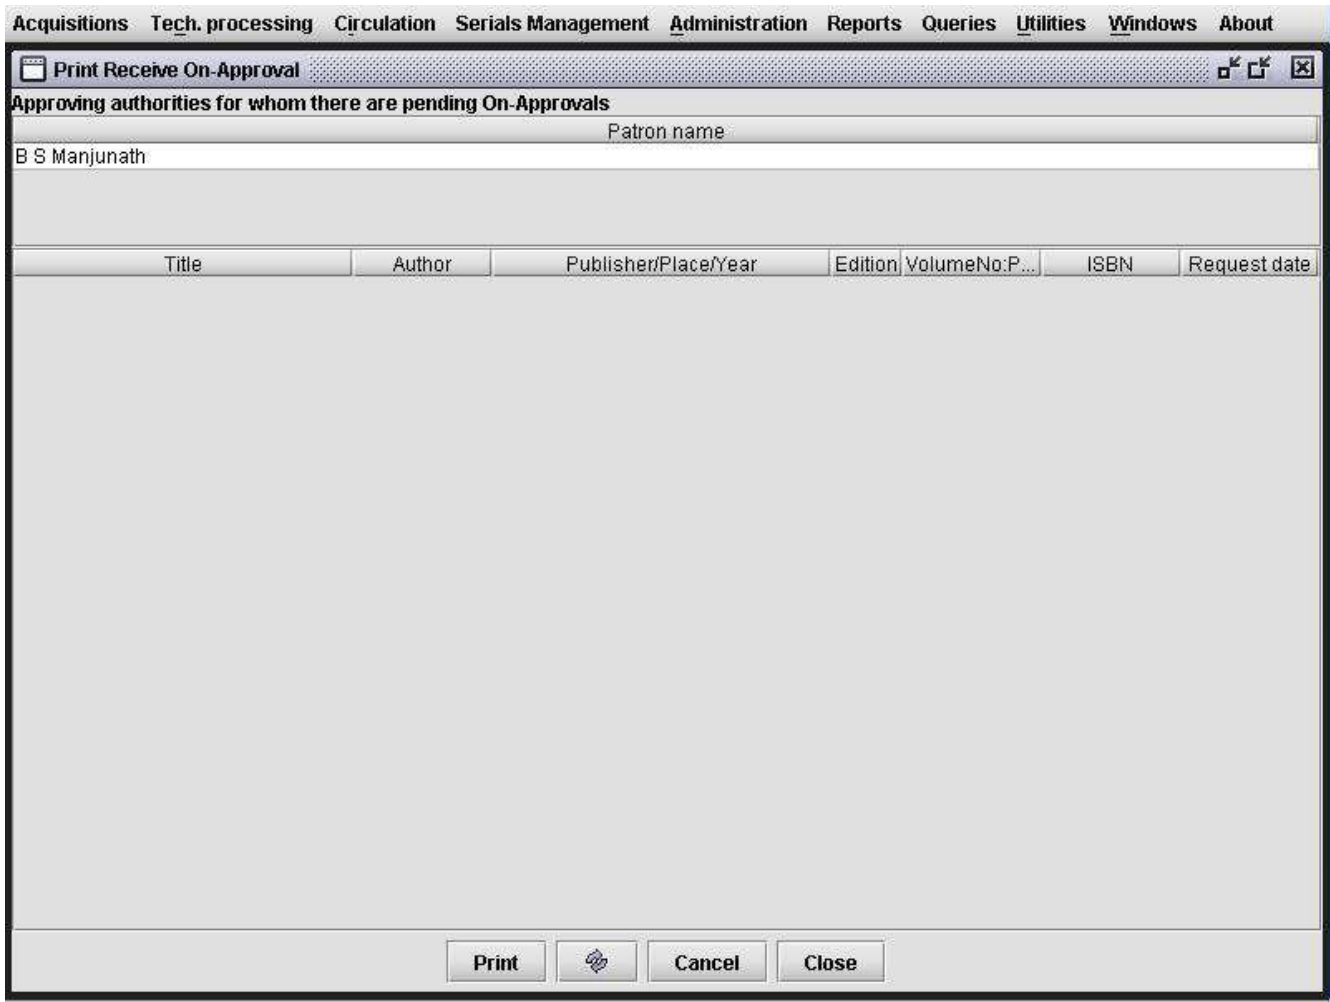 Acquisitions Tech. processing Circulation Serials Management Administration Reports Queries Utilities Windows About
Print Receive On-Approval
Approving authorities for whom there are pending On-Approvals
Patron name
B S Manjunath
Title Author Publisher/Place/Year Edition VolumeNo:P... ISBN Request date
Print Cancel Close